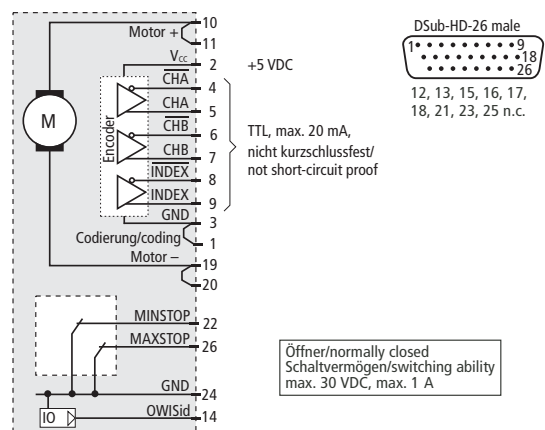 10
Motor +
11
Vcc
2
+5 VDC
CHA
4
CHA
5
CHB
6
CHB
7
INDEX
8
INDEX
9
GND
3
Codierung/coding
1
Motor –
19
20
M
Encoder
TTL, max. 20 mA,
nicht kurzschlussfest/
not short-circuit proof
DSub-HD-26 male
1
9
18
26
12, 13, 15, 16, 17,
18, 21, 23, 25 n.c.
MINSTOP
22
MAXSTOP
26
GND
24
OWISid
14
IO
Öffner/normally closed
Schaltvermögen/switching ability
max. 30 VDC, max. 1 A